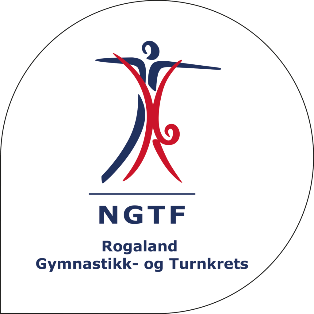 NGTF
Rogaland
Gymnastikk- og Turnkrets